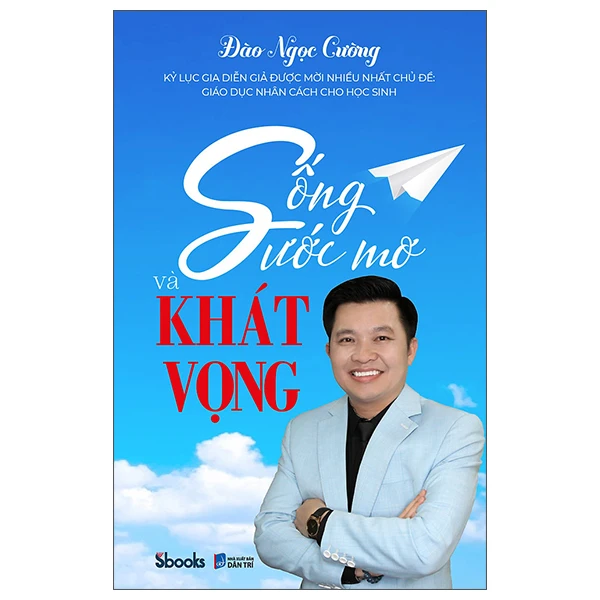 Đào Ngọc Cường
KỶ LỤC GIA DIỄN GIẢ ĐƯỢC MỜI NHIỀU NHẤT CHỦ ĐỀ:
GIÁO DỤC NHÂN CÁCH CHO HỌC SINH
Sống
ước mơ
và
KHÁT
VỌNG
Sbooks
NHÀ XUẤT BẢN
DÂN TRÍ